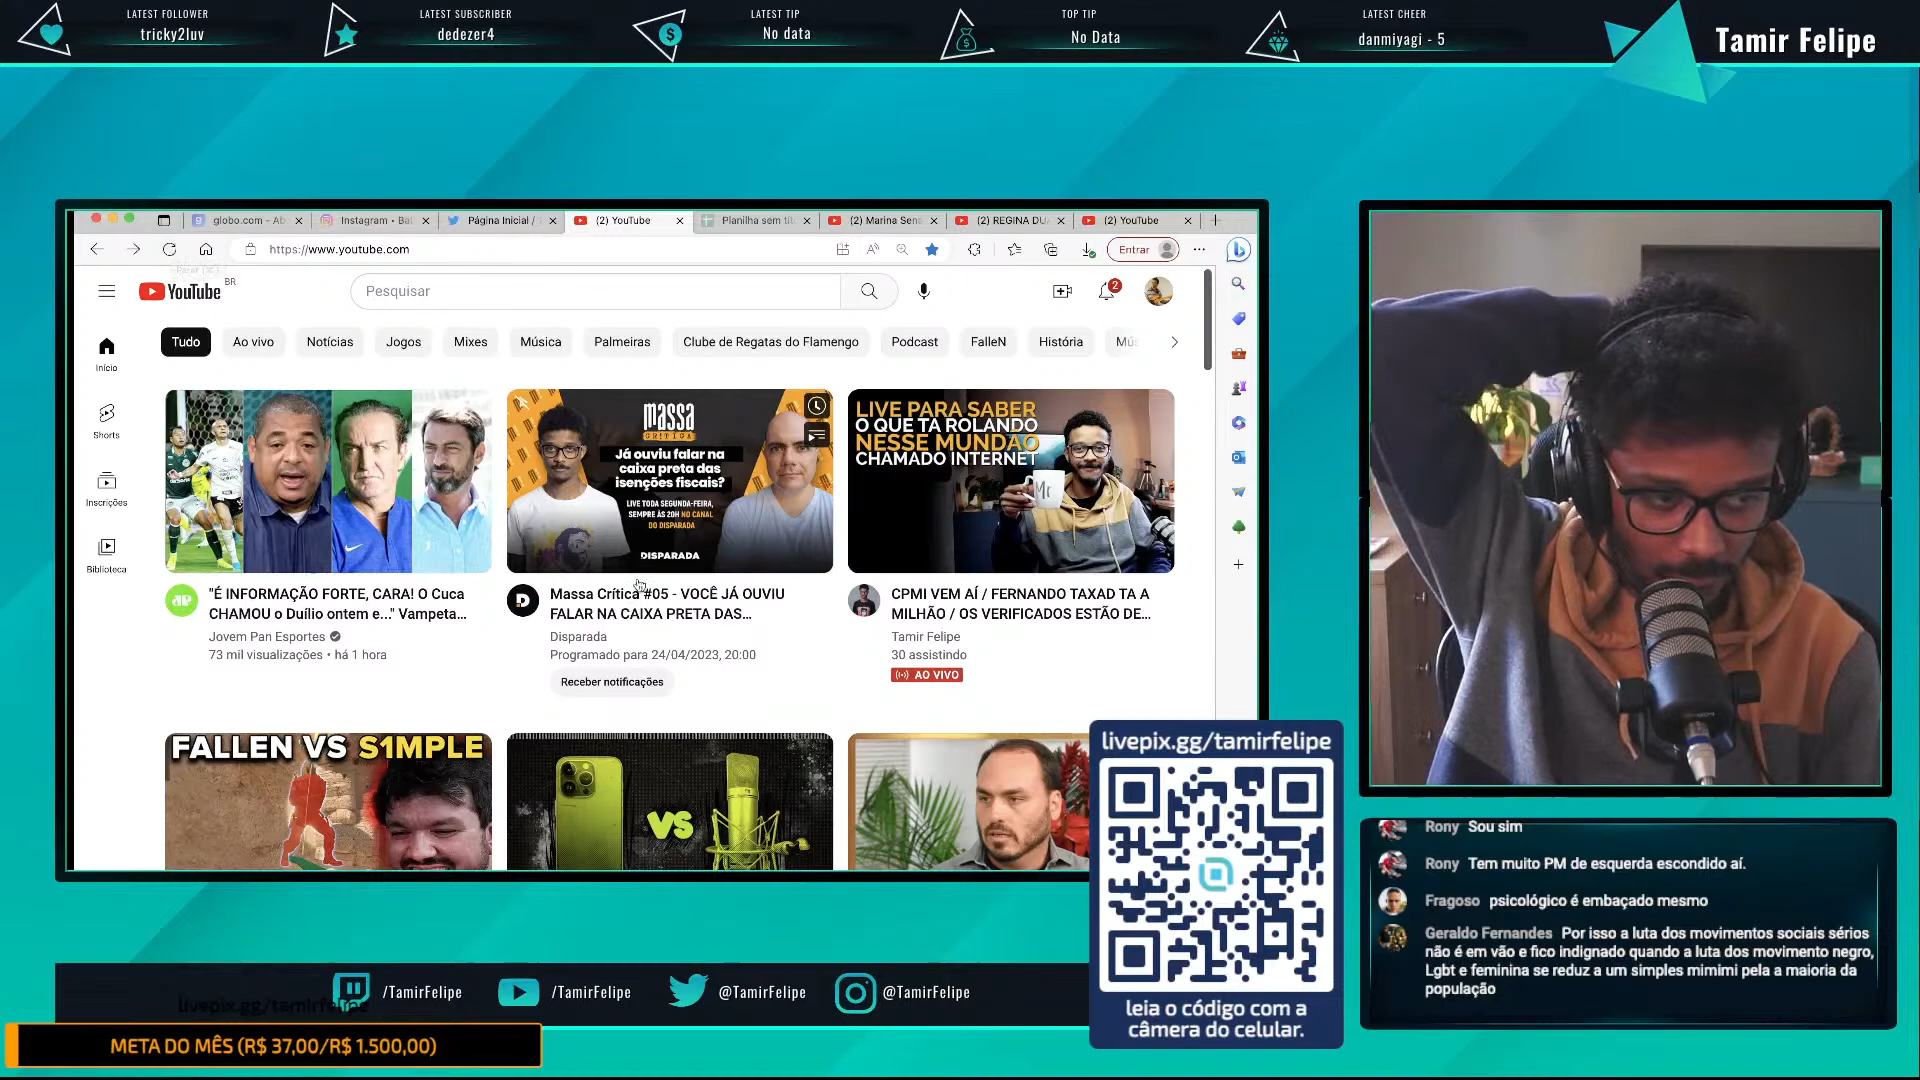 LATEST FOLLOWER
tricky2luv
LATEST SUBSCRIBER
dedezer4
LATEST TIP
No data
TOP TIP
No Data
LATEST CHEER
danmiyagi - 5
Tamir Felipe
globo.com - Ab
Instagram • Bat
Página Inicial /
(2) YouTube
Planilha sem tít
(2) Marina Sena
(2) REGINA DUA
(2) YouTube
https://www.youtube.com
Entrar
YouTube BR
Pesquisar
2
Tudo
Ao vivo
Notícias
Jogos
Mixes
Música
Palmeiras
Clube de Regatas do Flamengo
Podcast
FalleN
História
Mús
Início
Shorts
Inscrições
Biblioteca
MASSA
CRÍTICA
Já ouviu falar na
caixa preta das
isenções fiscais?
LIVE TODA SEGUNDA-FEIRA,
SEMPRE ÀS 20H NO CANAL
DO DISPARADA
DISPARADA
LIVE PARA SABER
O QUE TA ROLANDO
NESSE MUNDAO
CHAMADO INTERNET
Mr
JP
"É INFORMAÇÃO FORTE, CARA! O Cuca
CHAMOU o Duílio ontem e..." Vampeta...
Jovem Pan Esportes
73 mil visualizações • há 1 hora
D
Massa Crítica #05 - VOCÊ JÁ OUVIU
FALAR NA CAIXA PRETA DAS...
Disparada
Programado para 24/04/2023, 20:00
Receber notificações
CPMI VEM AÍ / FERNANDO TAXAD TA A
MILHÃO / OS VERIFICADOS ESTÃO DE...
Tamir Felipe
30 assistindo
AO VIVO
FALLEN VS S1MPLE
VS
livepix.gg/tamirfelipe
leia o código com a
câmera do celular.
Rony Sou sim
Rony Tem muito PM de esquerda escondido aí.
Fragoso psicológico é embaçado mesmo
Geraldo Fernandes Por isso a luta dos movimentos sociais sérios
não é em vão e fico indignado quando a luta dos movimento negro,
Lgbt e feminina se reduz a um simples mimimi pela a maioria da
população
/TamirFelipe
/TamirFelipe
@TamirFelipe
@TamirFelipe
livepix.gg/tamirfelipe
META DO MÊS (R$ 37,00/R$ 1.500,00)